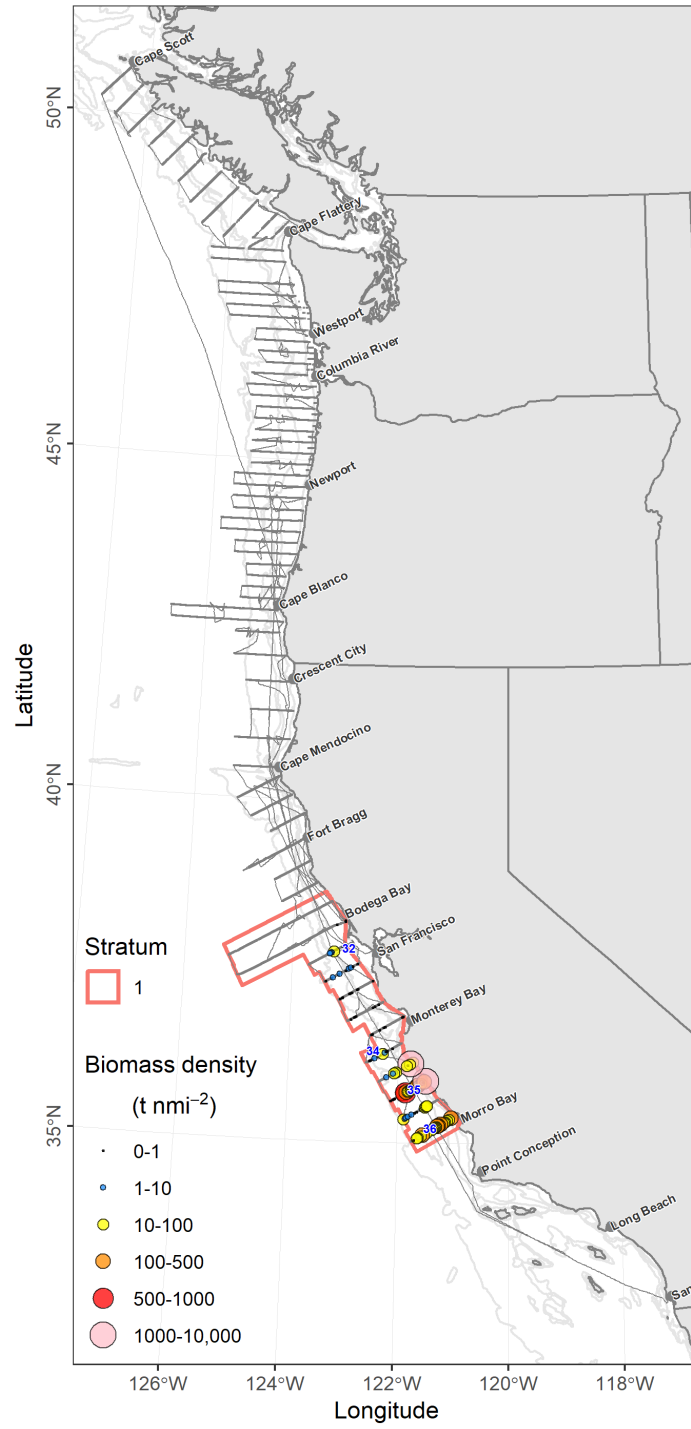 Cape Scott
50°N
Cape Flattery
Westport
Columbia River
45°N
Newport
Cape Blanco
Latitude
Crescent City
Cape Mendocino
40°N
Fort Bragg
Bodega Bay
San Francisco
32
Stratum
1
Monterey Bay
34
Biomass density
(t nmi⁻²)
35
Morro Bay
36
35°N
0-1
Point Conception
1-10
10-100
Long Beach
100-500
500-1000
San
1000-10,000
126°W
124°W
122°W
120°W
118°W
Longitude